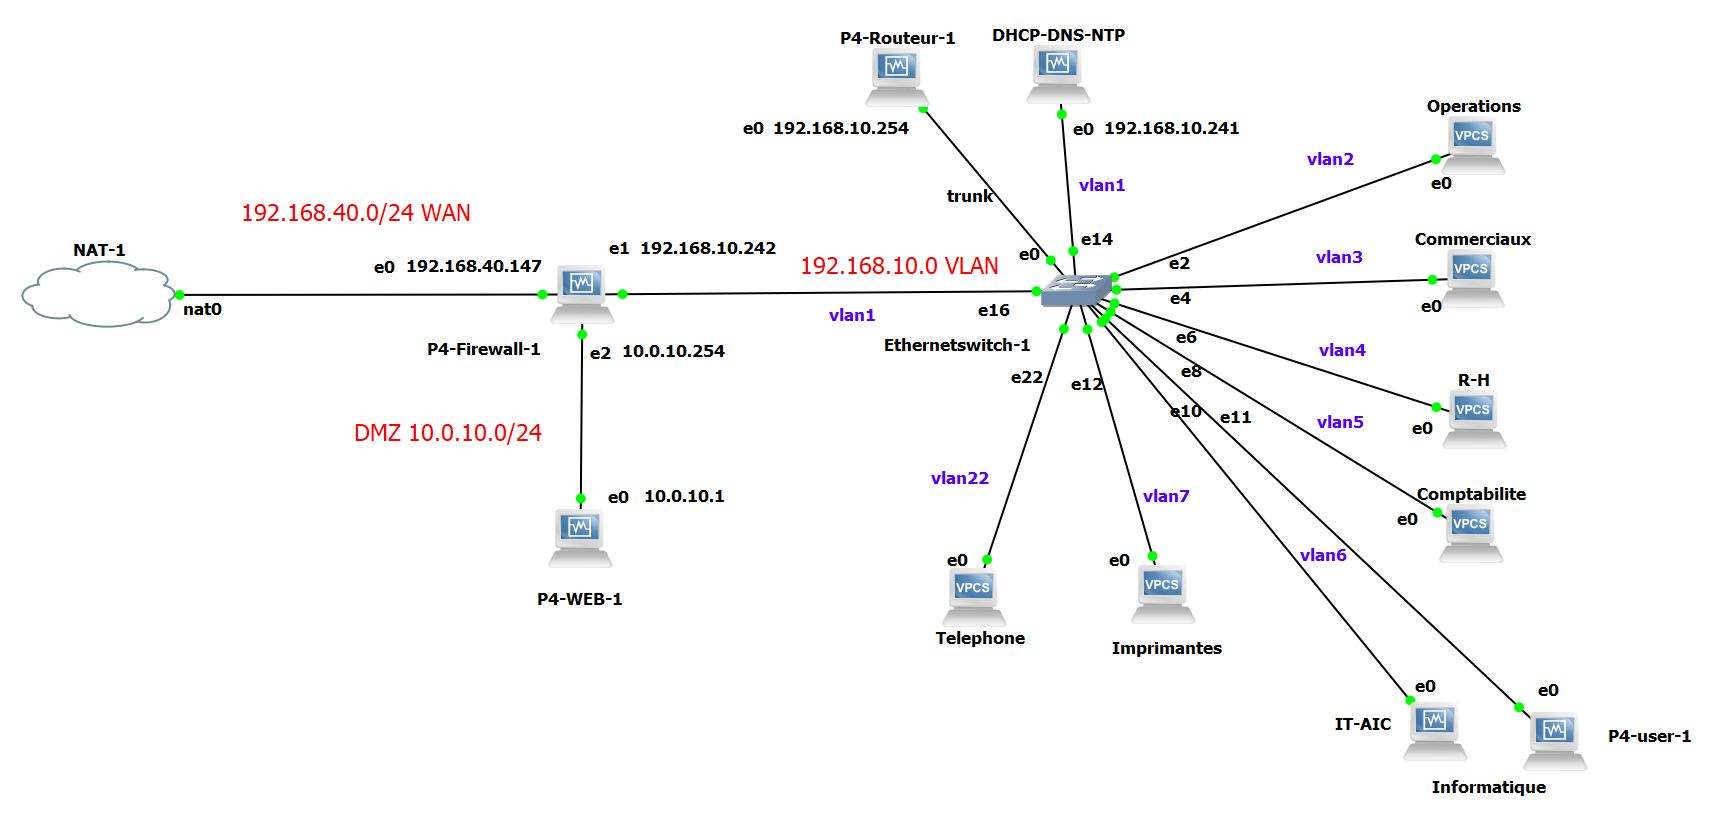 P4-Routeur-1
DHCP-DNS-NTP
e0 192.168.10.254
e0 192.168.10.241
Operations
VPCS
vlan2
e0
trunk
vlan1
192.168.40.0/24 WAN
NAT-1
nat0
e0 192.168.40.147
e1 192.168.10.242
192.168.10.0 VLAN
e0
e14
e2
Commerciaux
VPCS
vlan3
e0
e4
vlan1
e16
Ethernetswitch-1
P4-Firewall-1
e2 10.0.10.254
e6
vlan4
R-H
VPCS
e0
e22
e12
e8
e10
e11
vlan5
DMZ 10.0.10.0/24
Comptabilite
VPCS
e0
vlan22
vlan7
vlan6
e0 10.0.10.1
P4-WEB-1
e0
VPCS
Telephone
e0
VPCS
Imprimantes
e0
IT-AIC
e0
P4-user-1
Informatique